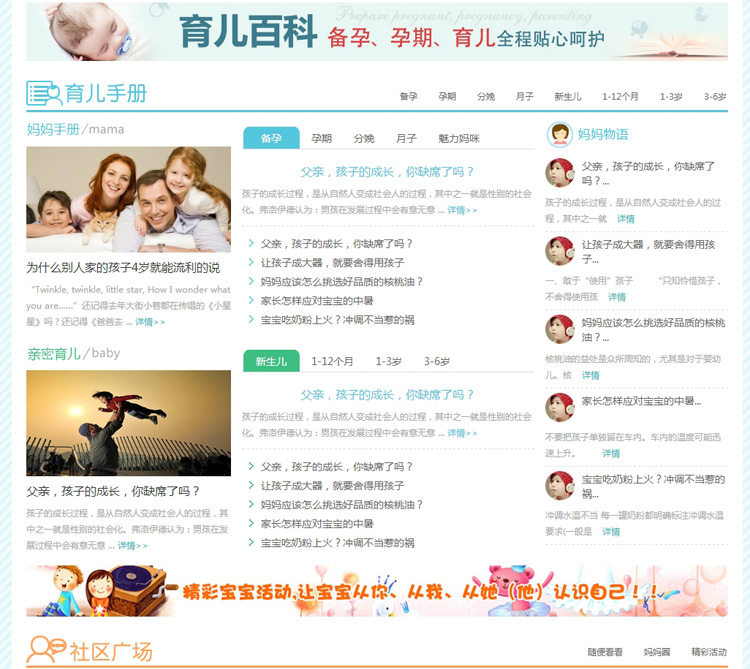 Prepare pregnant, pregnancy, parenting
育儿百科 备孕、孕期、育儿全程贴心呵护
育儿手册
备孕 孕期 分娩 月子 新生儿 1-12个月 1-3岁 3-6岁
妈妈手册/mama
为什么别人家的孩子4岁就能流利的说
“Twinkle, twinkle, little star, How I wonder what
you are……”还记得去年大街小巷都在传唱的《小星
星》吗？还记得《爸爸去 ... 详情>>
亲密育儿/baby
父亲，孩子的成长，你缺席了吗？
孩子的成长过程，是从自然人变成社会人的过程，其
中之一就是性别的社会化。弗洛伊德认为：男孩在发
展过程中会有意无意 ... 详情>>
备孕 孕期 分娩 月子 魅力妈咪
父亲，孩子的成长，你缺席了吗？
孩子的成长过程，是从自然人变成社会人的过程，其中之一就是性别的社会
化。弗洛伊德认为：男孩在发展过程中会有意无意 ... 详情>>
父亲，孩子的成长，你缺席了吗？
让孩子成大器，就要舍得用孩子
妈妈应该怎么挑选好品质的核桃油？
家长怎样应对宝宝的中暑
宝宝吃奶粉上火？冲调不当惹的祸
新生儿 1-12个月 1-3岁 3-6岁
父亲，孩子的成长，你缺席了吗？
孩子的成长过程，是从自然人变成社会人的过程，其中之一就是性别的社会
化。弗洛伊德认为：男孩在发展过程中会有意无意 ... 详情>>
父亲，孩子的成长，你缺席了吗？
让孩子成大器，就要舍得用孩子
妈妈应该怎么挑选好品质的核桃油？
家长怎样应对宝宝的中暑
宝宝吃奶粉上火？冲调不当惹的祸
妈妈物语
父亲，孩子的成长，你缺席了
吗？...
孩子的成长过程，是从自然人变成社会人的过
程，其中之一就 详情
让孩子成大器，就要舍得用孩
子...
一、敢于“使用”孩子 “只知怜惜孩子，
不舍得使用孩 详情
妈妈应该怎么挑选好品质的核桃
油？...
核桃油的益处是众所周知的，尤其是对于婴幼
儿。核 详情
家长怎样应对宝宝的中暑...
不要把孩子单独留在车内。车内的温度可能迅
速上升。 详情
宝宝吃奶粉上火？冲调不当惹的
祸...
冲调水温不当 每一罐奶粉都明确标注冲调水温
要求(一般是 详情
精彩宝宝活动,让宝宝从你、从我、从她（他）认识自己！！
社区广场
随便看看 妈妈圈 精彩活动